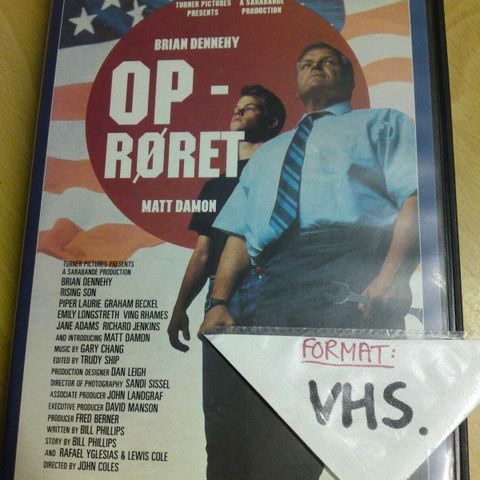 TURNER PICTURES
PRESENTS
A SARABANDE
PRODUCTION
BRIAN DENNEHY
OP -
RØRET
MATT DAMON
TURNER PICTURES PRESENTS
A SARABANDE PRODUCTION
BRIAN DENNEHY
RISING SON
PIPER LAURIE GRAHAM BECKEL
EMILY LONGSTRETH VING RHAMES
JANE ADAMS RICHARD JENKINS
AND INTRODUCING MATT DAMON
MUSIC BY GARY CHANG
EDITED BY TRUDY SHIP
PRODUCTION DESIGNER DAN LEIGH
DIRECTOR OF PHOTOGRAPHY SANDI SISSEL
ASSOCIATE PRODUCER JOHN LANDGRAF
EXECUTIVE PRODUCER DAVID MANSON
PRODUCER FRED BERNER
WRITTEN BY BILL PHILLIPS
STORY BY BILL PHILLIPS
AND RAFAEL YGLESIAS & LEWIS COLE
DIRECTED BY JOHN COLES
FORMAT:
VHS.